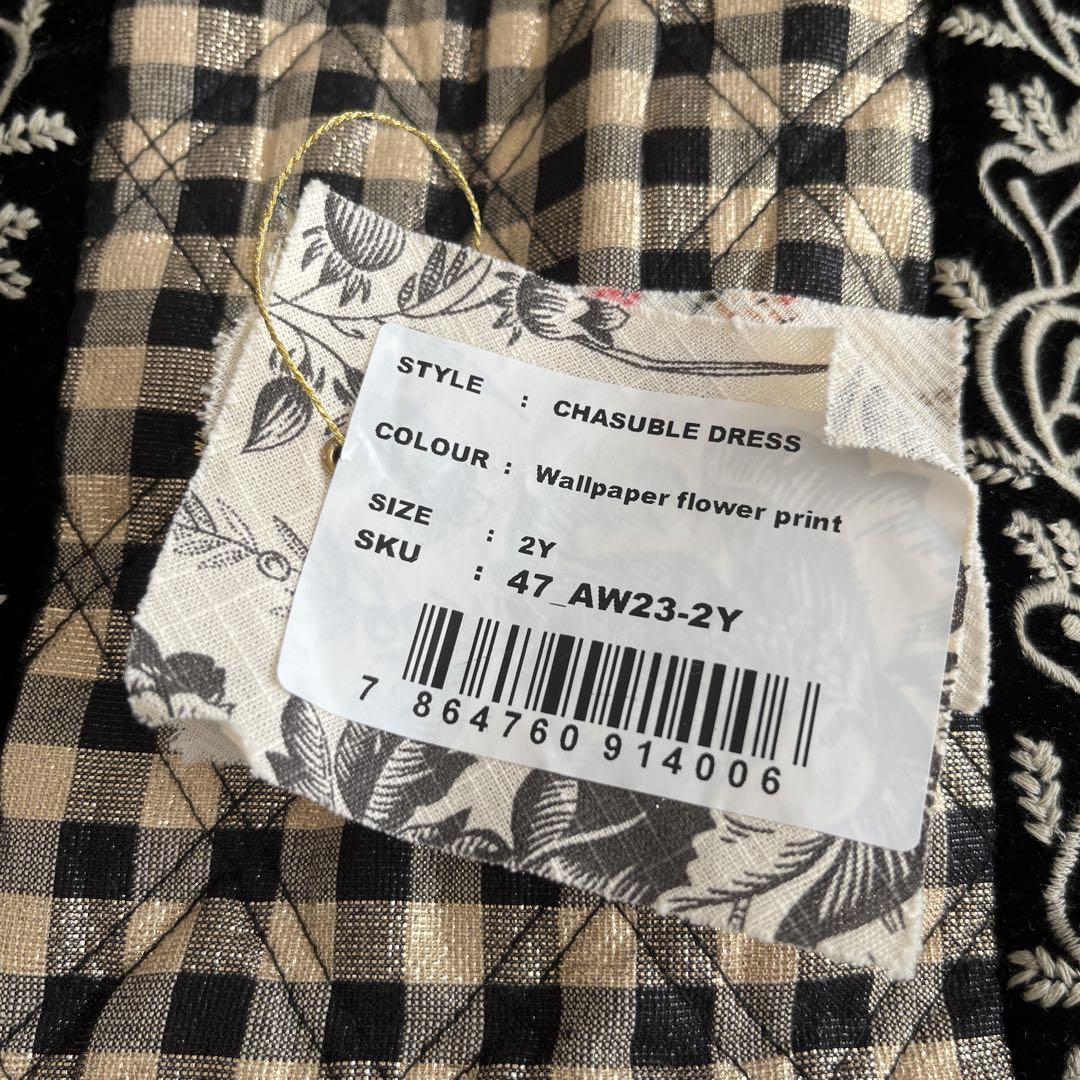 STYLE : CHASUBLE DRESS
COLOUR : Wallpaper flower print
SIZE : 2Y
SKU : 47_AW23-2Y
7 864760 914006